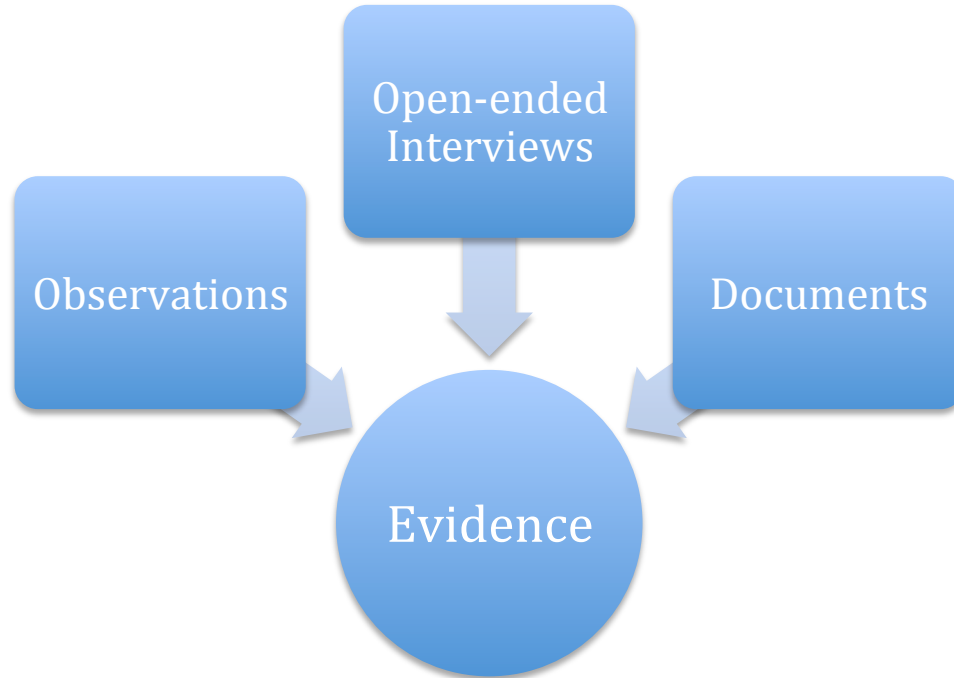 Open-ended
Interviews
Observations
Documents
Evidence